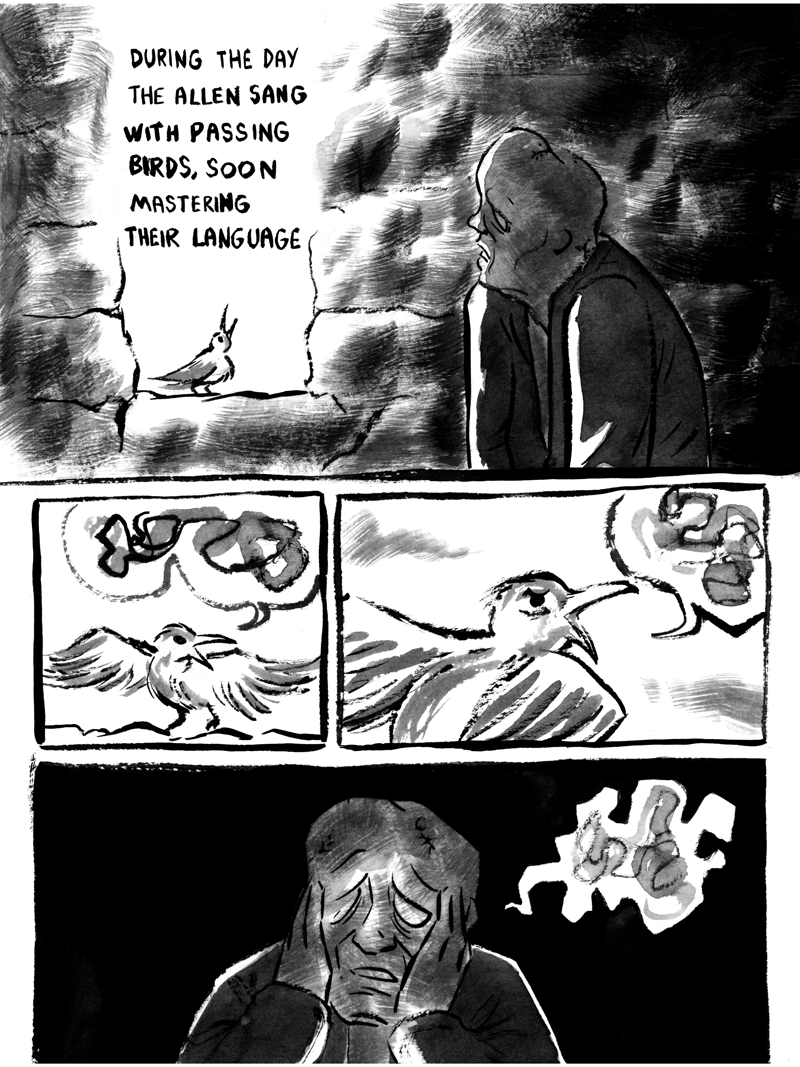 DURING THE DAY
THE ALLEN SANG
WITH PASSING
BIRDS, SOON
MASTERING
THEIR LANGUAGE